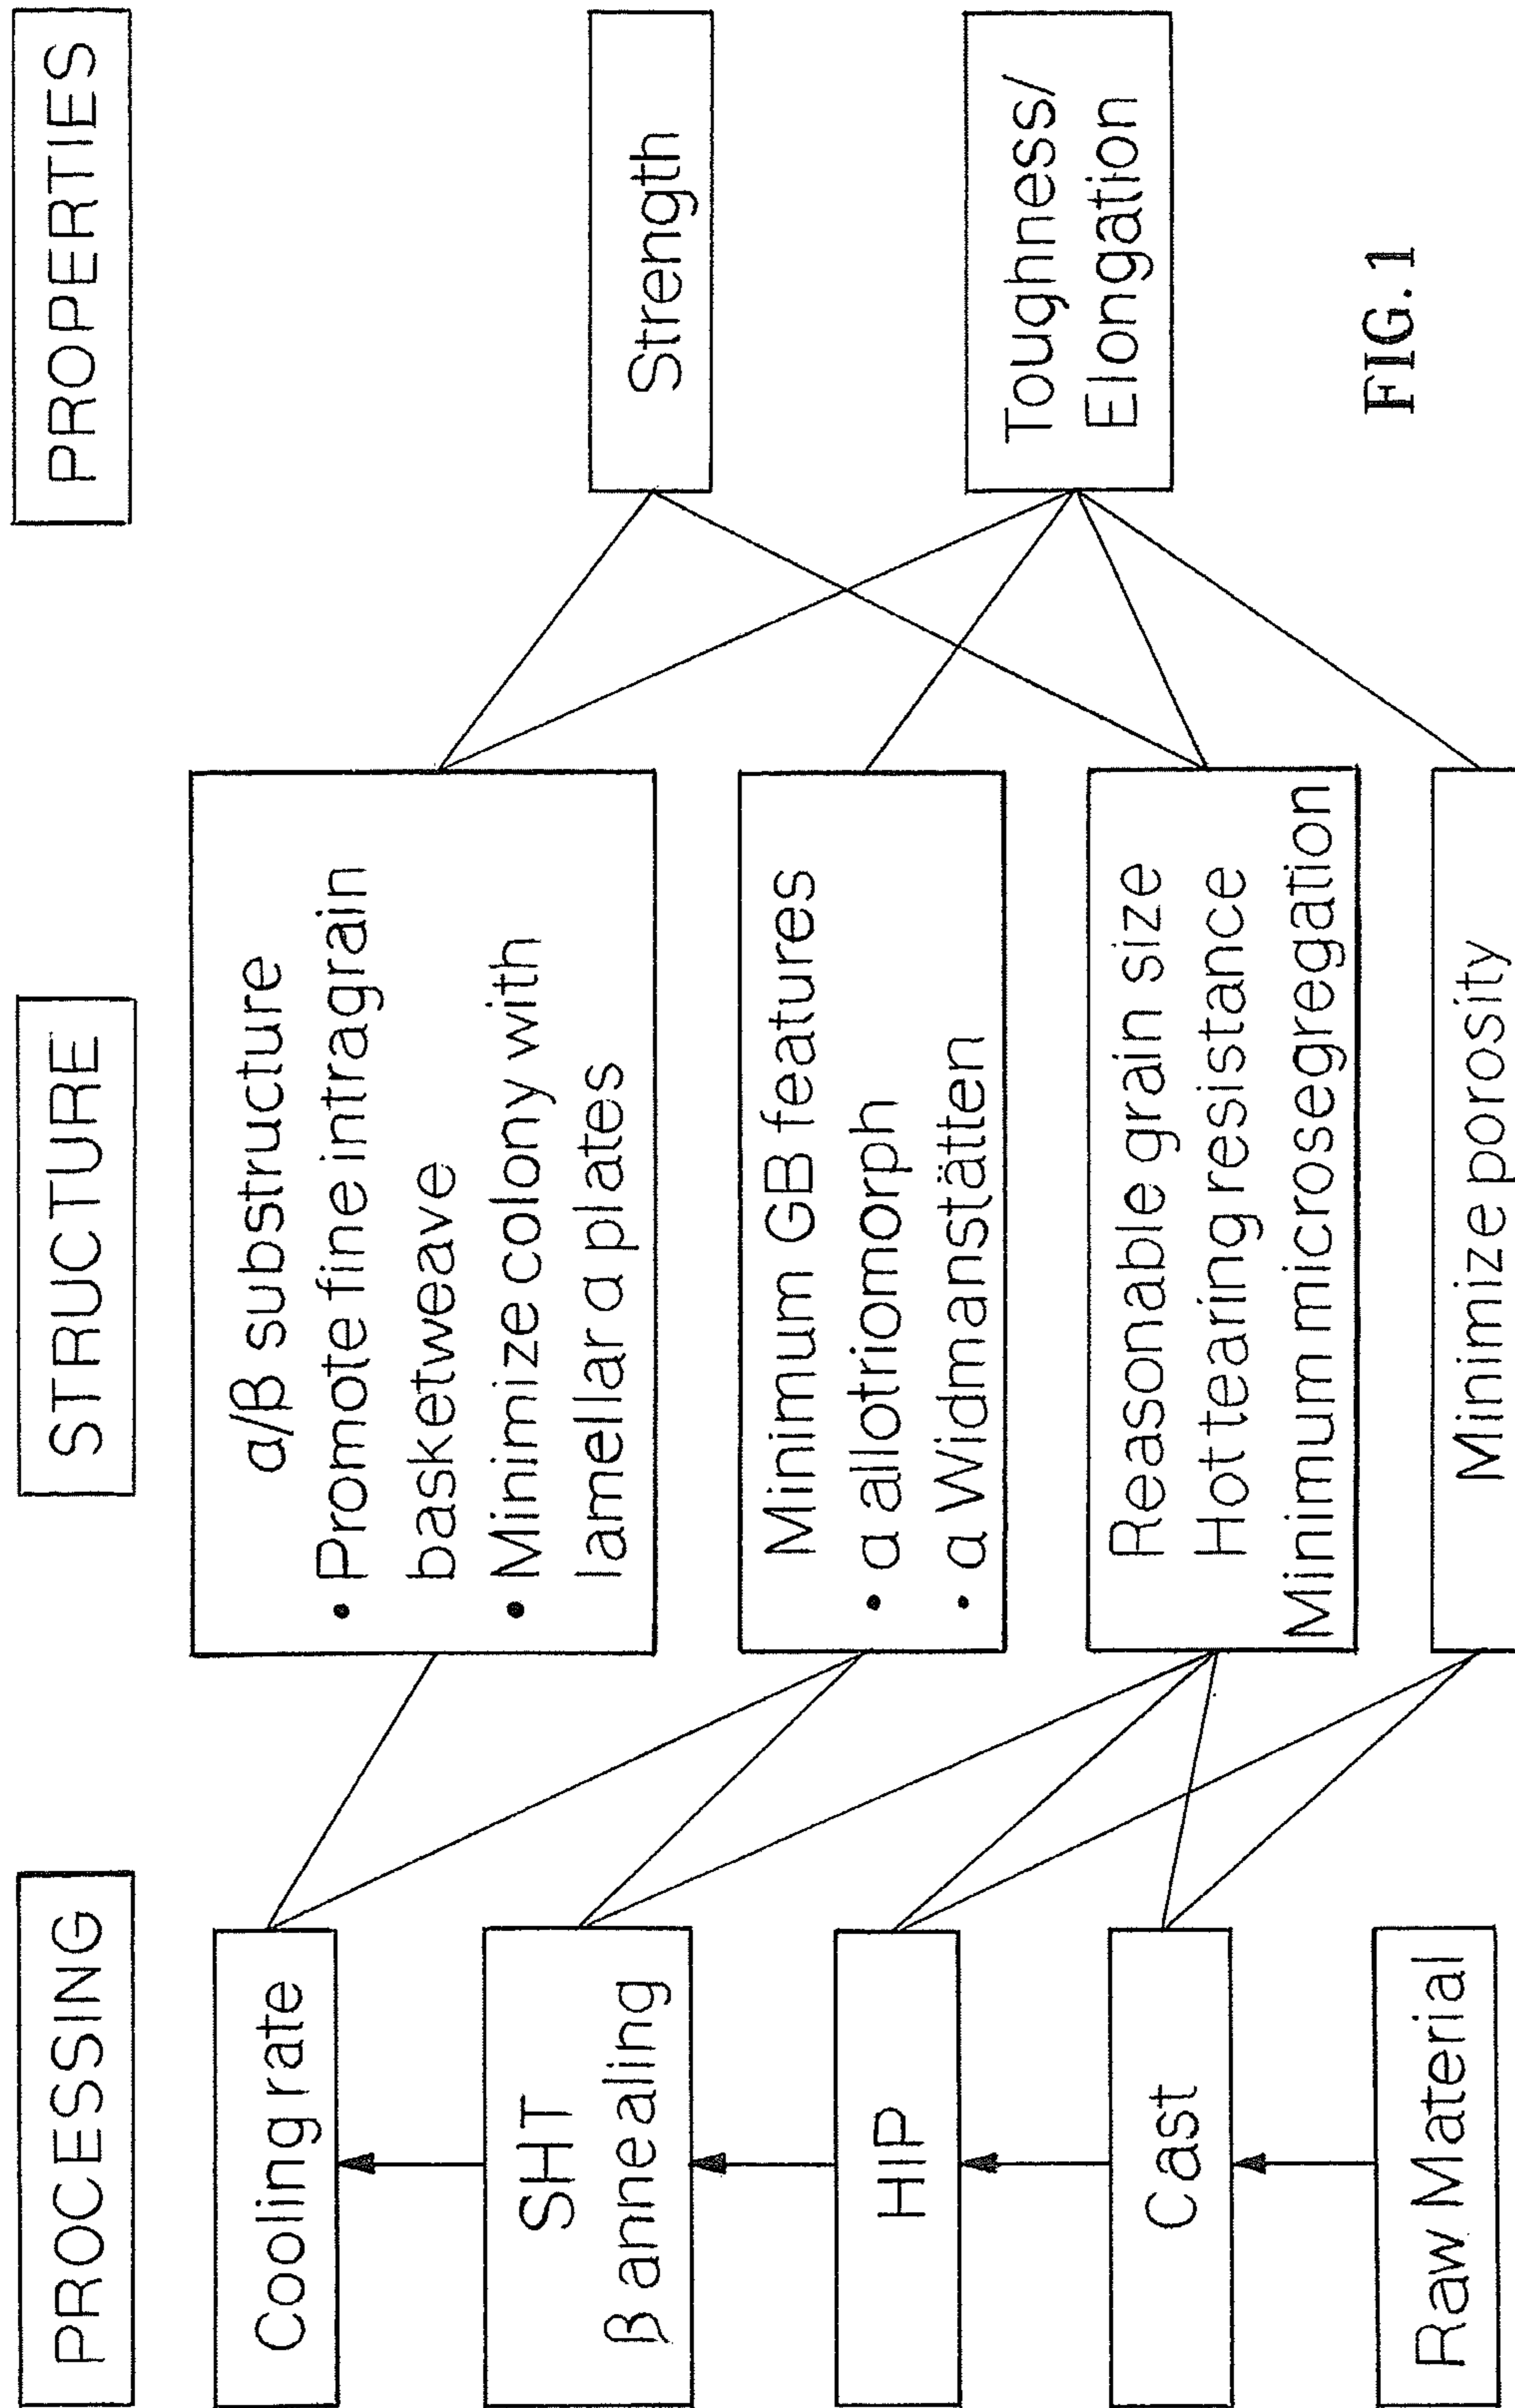 PROCESSING
Cooling rate
SHT
β annealing
HIP
Cast
Raw Material
STRUCTURE
α/β substructure
• Promote fine intragrain
basketweave
• Minimize colony with
lamellar α plates
Minimum GB features
• α allotriomorph
• α Widmanstätten
Reasonable grain size
Hot tearing resistance
Minimum microsegregation
Minimize porosity
PROPERTIES
Strength
Toughness/
Elongation
FIG.1